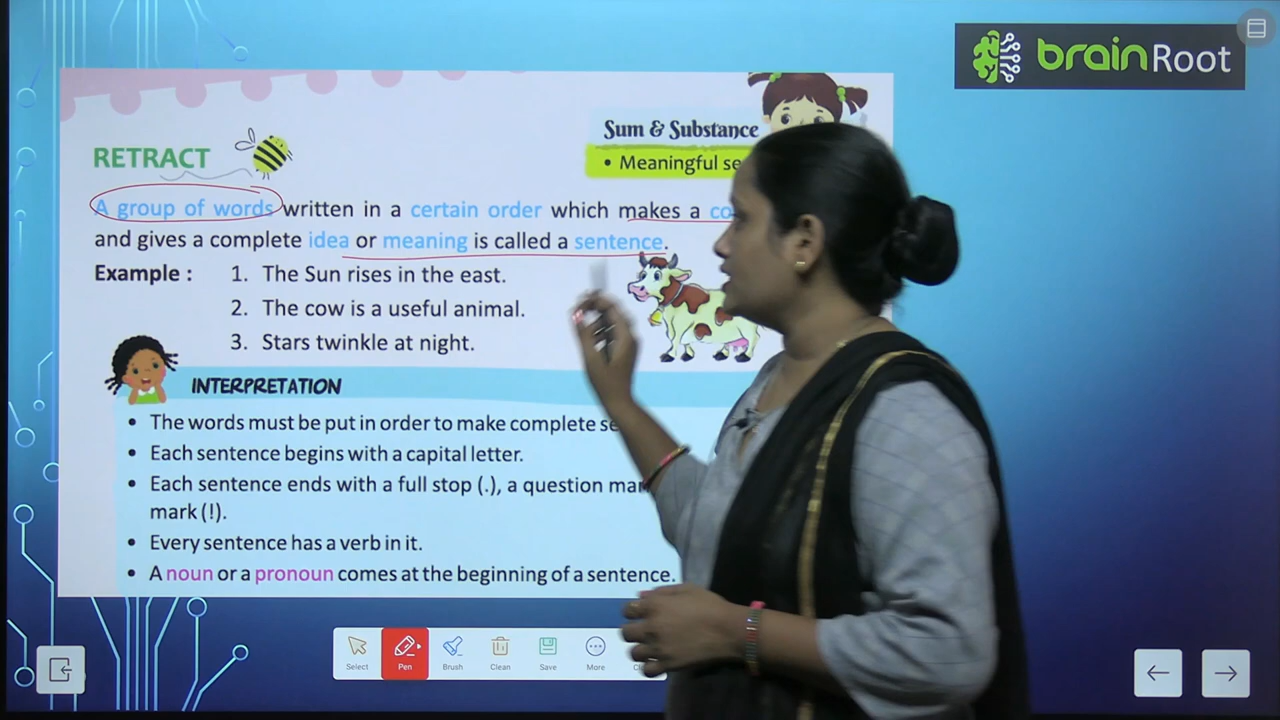 brainRoot
Sum & Substance
• Meaningful
RETRACT
A group of words written in a certain order which makes a
and gives a complete idea or meaning is called a sentence.
Example : 1. The Sun rises in the east.
2. The cow is a useful animal.
3. Stars twinkle at night.
INTERPRETATION
• The words must be put in order to make complete
• Each sentence begins with a capital letter.
• Each sentence ends with a full stop (.), a question
mark (!).
• Every sentence has a verb in it.
• A noun or a pronoun comes at the beginning of a sentence.
Select Pen Brush Clean Save More